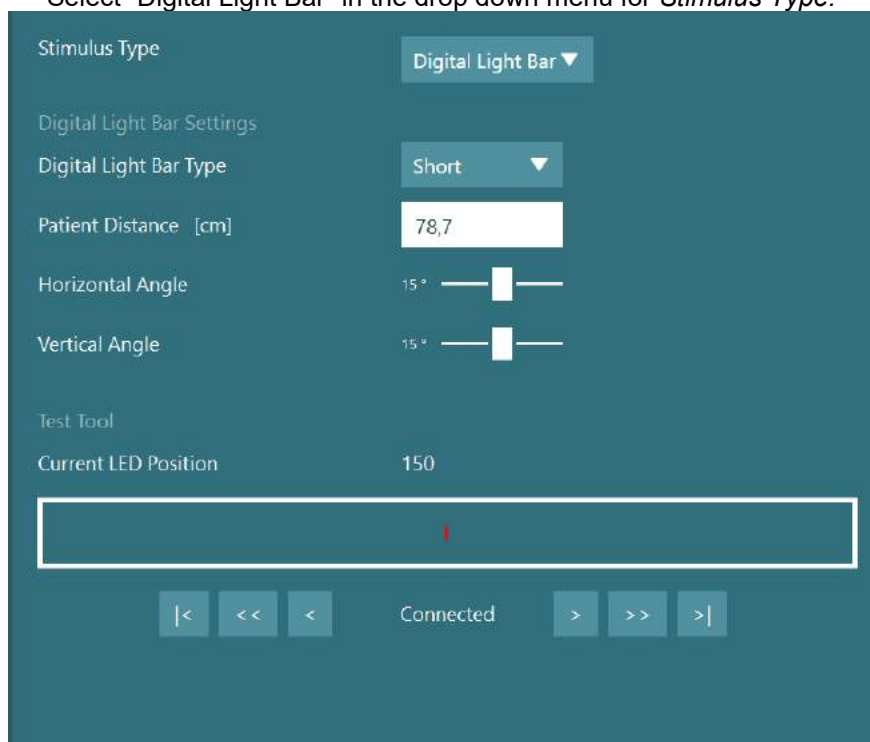 Select "Digital Light Bar" in the drop down menu for Stimulus Type.
Stimulus Type Digital Light Bar ▼
Digital Light Bar Settings
Digital Light Bar Type Short ▼
Patient Distance [cm] 78,7
Horizontal Angle 15 °
Vertical Angle 15 °
Test Tool
Current LED Position 150
|< << < Connected > >> >|